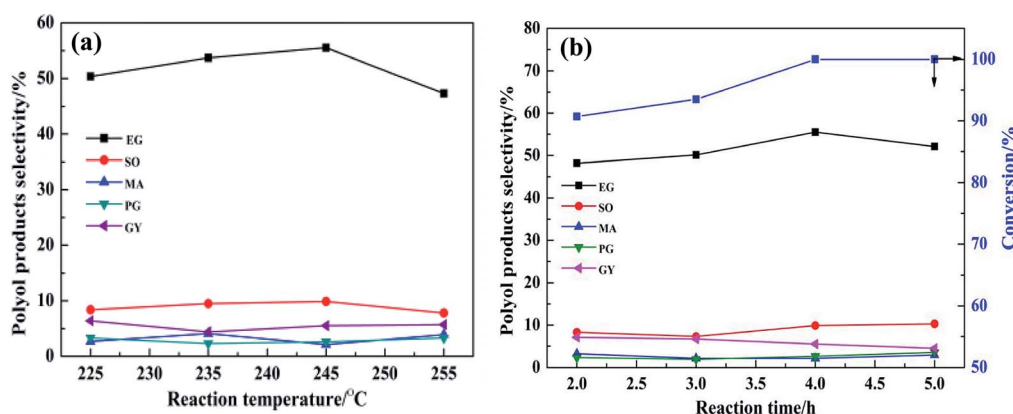 (a)
Polyol products selectivity/%
60
50
40
30
20
10
0
EG
SO
MA
PG
GY
225 230 235 240 245 250 255
Reaction temperature/°C
(b)
Polyol products selectivity/%
80
70
60
50
40
30
20
10
0
EG
SO
MA
PG
GY
2.0 2.5 3.0 3.5 4.0 4.5 5.0
Reaction time/h
100
90
80
70
60
50
Conversion/%